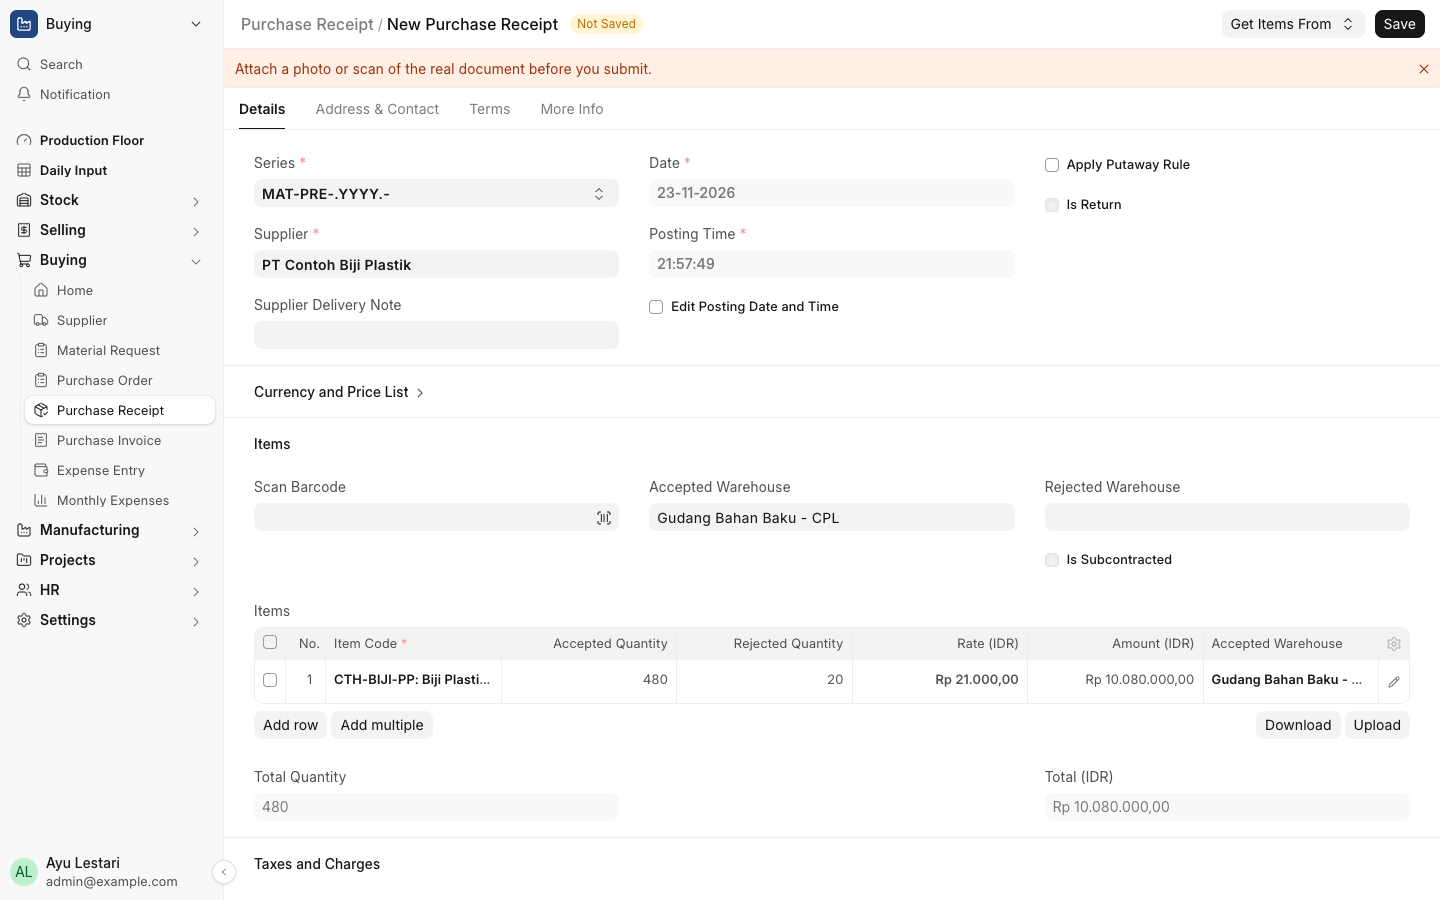 Buying
Search
Notification
Production Floor
Daily Input
Stock
Selling
Buying
Home
Supplier
Material Request
Purchase Order
Purchase Receipt
Purchase Invoice
Expense Entry
Monthly Expenses
Manufacturing
Projects
HR
Settings
AL
Ayu Lestari
admin@example.com
Purchase Receipt / New Purchase Receipt Not Saved
Get Items From
Save
Attach a photo or scan of the real document before you submit.
Details Address & Contact Terms More Info
Series *
MAT-PRE-.YYYY.-
Supplier *
PT Contoh Biji Plastik
Supplier Delivery Note
Date *
23-11-2026
Posting Time *
21:57:49
Edit Posting Date and Time
Apply Putaway Rule
Is Return
Currency and Price List
Items
Scan Barcode
Accepted Warehouse
Gudang Bahan Baku - CPL
Rejected Warehouse
Is Subcontracted
Items
No. Item Code * Accepted Quantity Rejected Quantity Rate (IDR) Amount (IDR) Accepted Warehouse
1 CTH-BIJI-PP: Biji Plasti... 480 20 Rp 21.000,00 Rp 10.080.000,00 Gudang Bahan Baku - ...
Add row Add multiple Download Upload
Total Quantity
480
Total (IDR)
Rp 10.080.000,00
Taxes and Charges